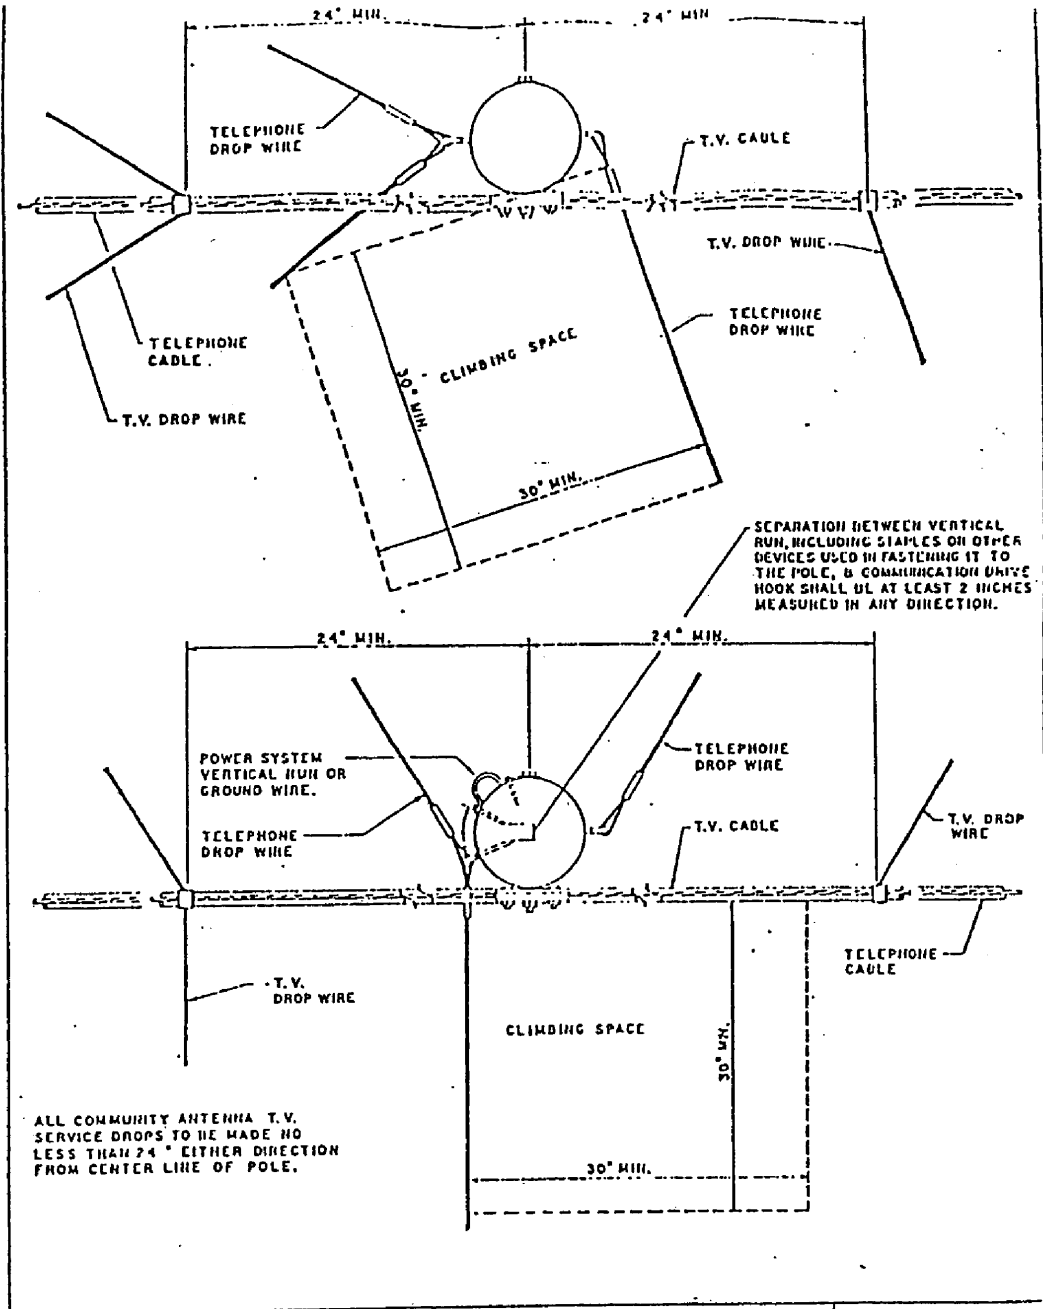 24" MIN.
24" MIN
TELEPHONE
DROP WIRE
T.V. CABLE
T.V. DROP WIRE
TELEPHONE
DROP WIRE
CLIMBING SPACE
30" MIN.
TELEPHONE
CABLE.
T.V. DROP WIRE
30" MIN.
SEPARATION BETWEEN VERTICAL
RUN, INCLUDING STAPLES OR OTHER
DEVICES USED IN FASTENING IT TO
THE POLE, & COMMUNICATION DRIVE
HOOK SHALL BE AT LEAST 2 INCHES
MEASURED IN ANY DIRECTION.
24" MIN.
24" MIN.
POWER SYSTEM
VERTICAL RUN OR
GROUND WIRE.
TELEPHONE
DROP WIRE
TELEPHONE
DROP WIRE
T.V. CABLE
T.V. DROP
WIRE
TELEPHONE
CABLE
T.V.
DROP WIRE
CLIMBING SPACE
30" MIN.
ALL COMMUNITY ANTENNA T.V.
SERVICE DROPS TO BE MADE NO
LESS THAN 24" EITHER DIRECTION
FROM CENTER LINE OF POLE.
30" MIN.